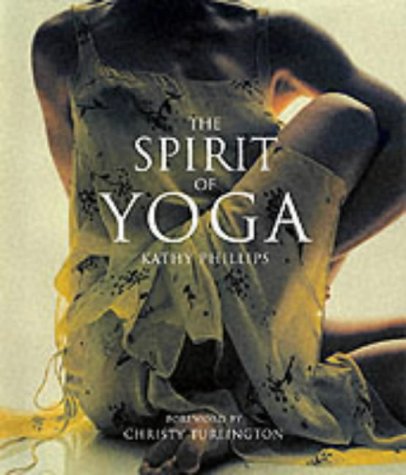 THE
SPIRIT
OF
YOGA
KATHY PHILLIPS
FOREWORD BY
CHRISTY TURLINGTON